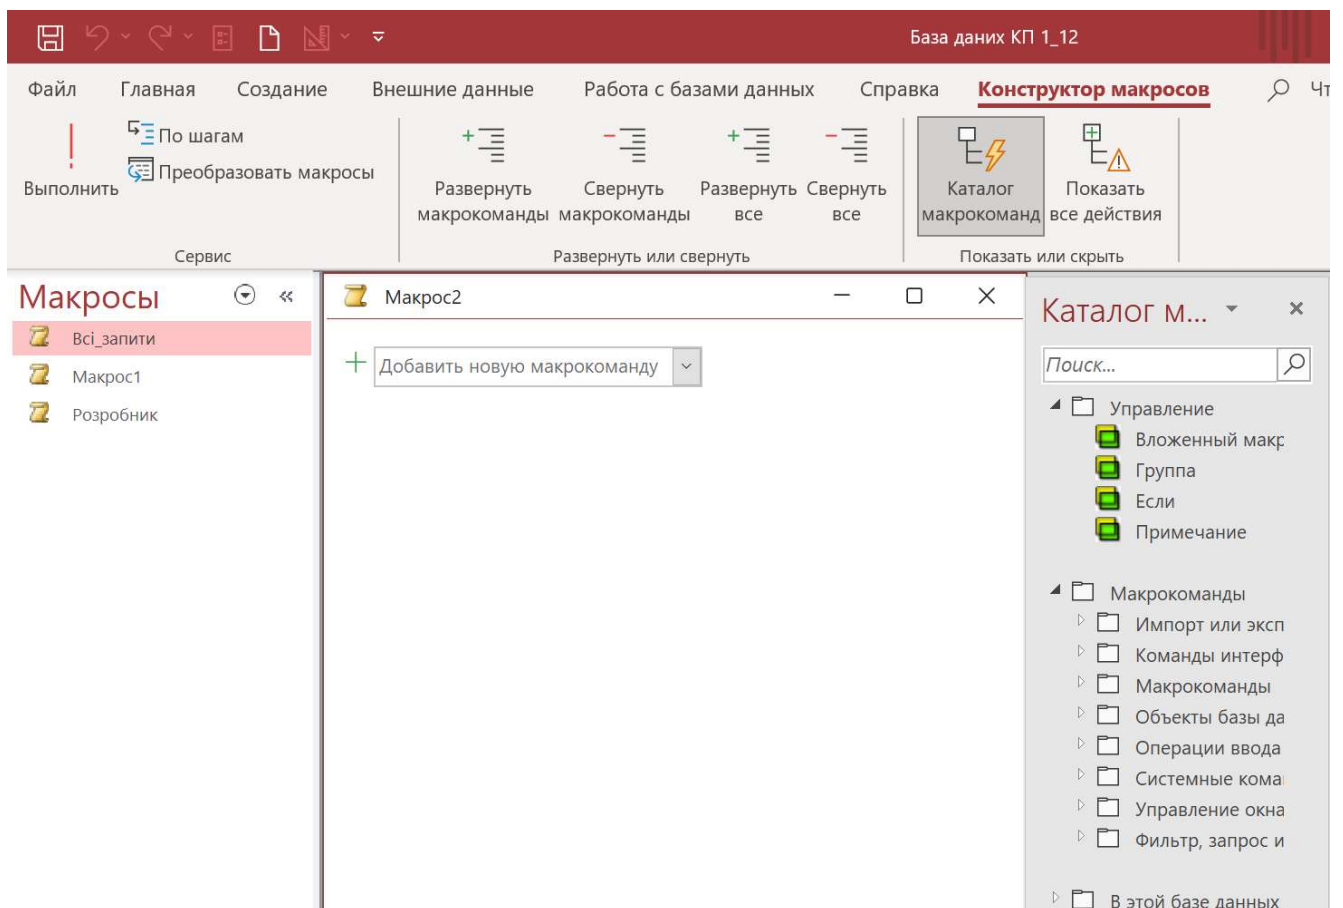 База даних КП 1_12
Файл Главная Создание Внешние данные Работа с базами данных Справка Конструктор макросов
Выполнить
По шагам
Преобразовать макросы
Развернуть макрокоманды
Свернуть макрокоманды
Развернуть все
Свернуть все
Каталог макрокоманд
Показать все действия
Сервис
Развернуть или свернуть
Показать или скрыть
Макросы
Всі_запити
Макрос1
Розробник
Макрос2
Добавить новую макрокоманду
Каталог м...
Поиск...
Управление
Вложенный макр
Группа
Если
Примечание
Макрокоманды
Импорт или эксп
Команды интерф
Макрокоманды
Объекты базы да
Операции ввода
Системные кома
Управление окна
Фильтр, запрос и
В этой базе данных